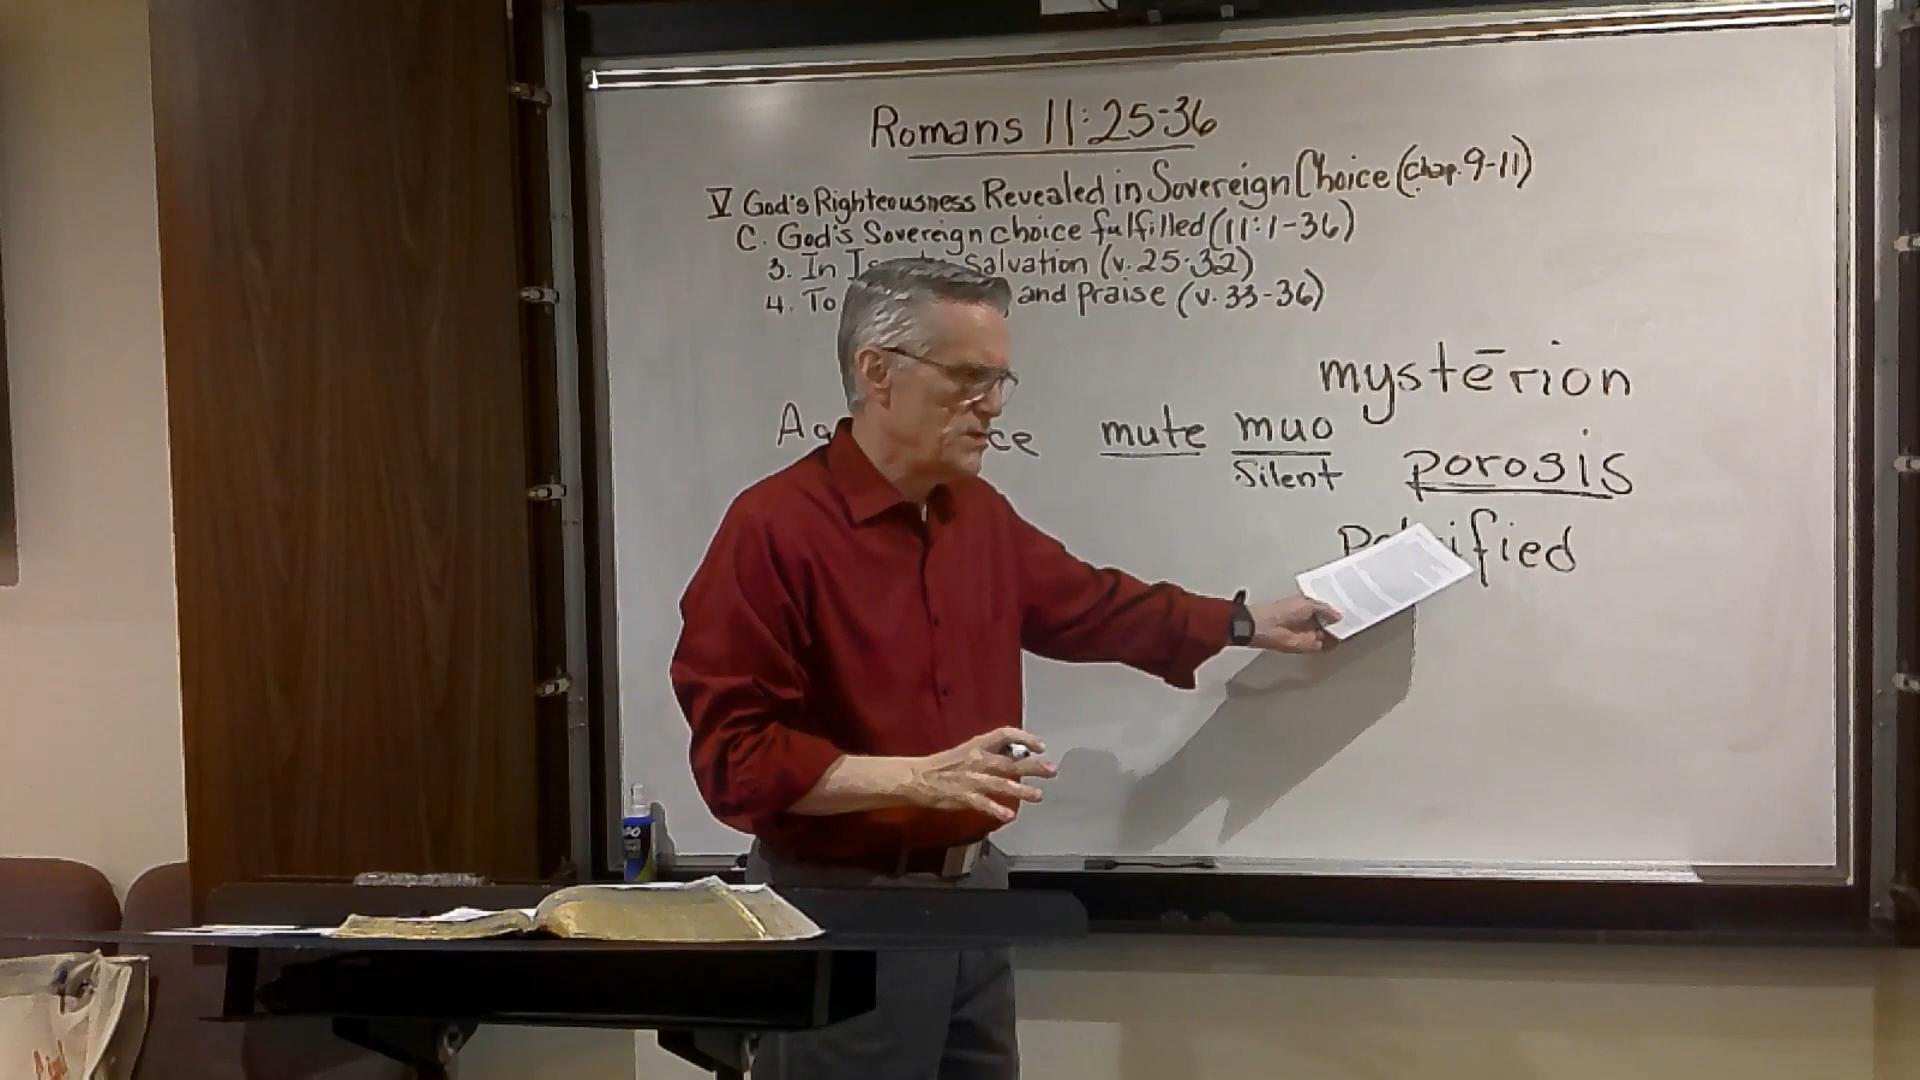 Romans 11:25-36
V God's Righteousness Revealed in Sovereign Choice (Chap. 9-11)
C. God's Sovereign choice fulfilled (11:1-36)
3. In Salvation (v. 25-32)
4. To and Praise (v. 33-36)
mystērion
mute muo
Silent porosis